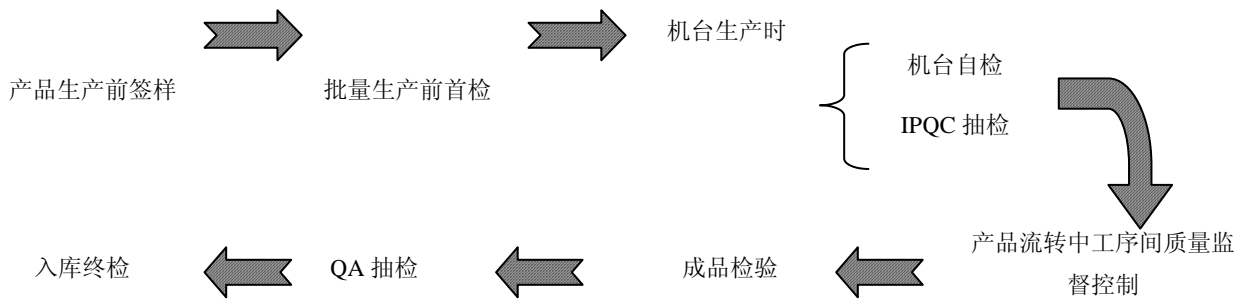 产品生产前签样
批量生产前首检
机台生产时
机台自检
IPQC 抽检
产品流转中工序间质量监
督控制
成品检验
QA 抽检
入库终检